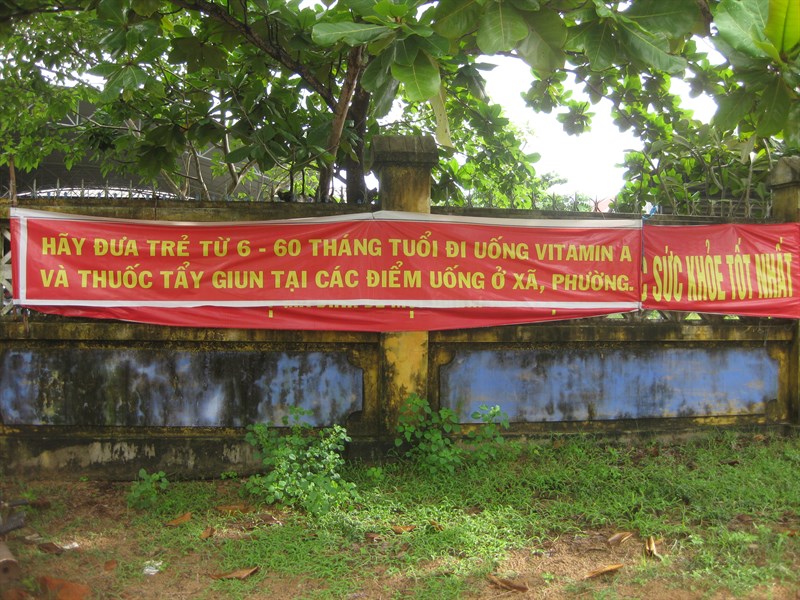 HÃY ĐƯA TRẺ TỪ 6 - 60 THÁNG TUỔI ĐI UỐNG VITAMIN A
VÀ THUỐC TẨY GIUN TẠI CÁC ĐIỂM UỐNG Ở XÃ, PHƯỜNG.
SỨC KHỎE TỐT NHẤT